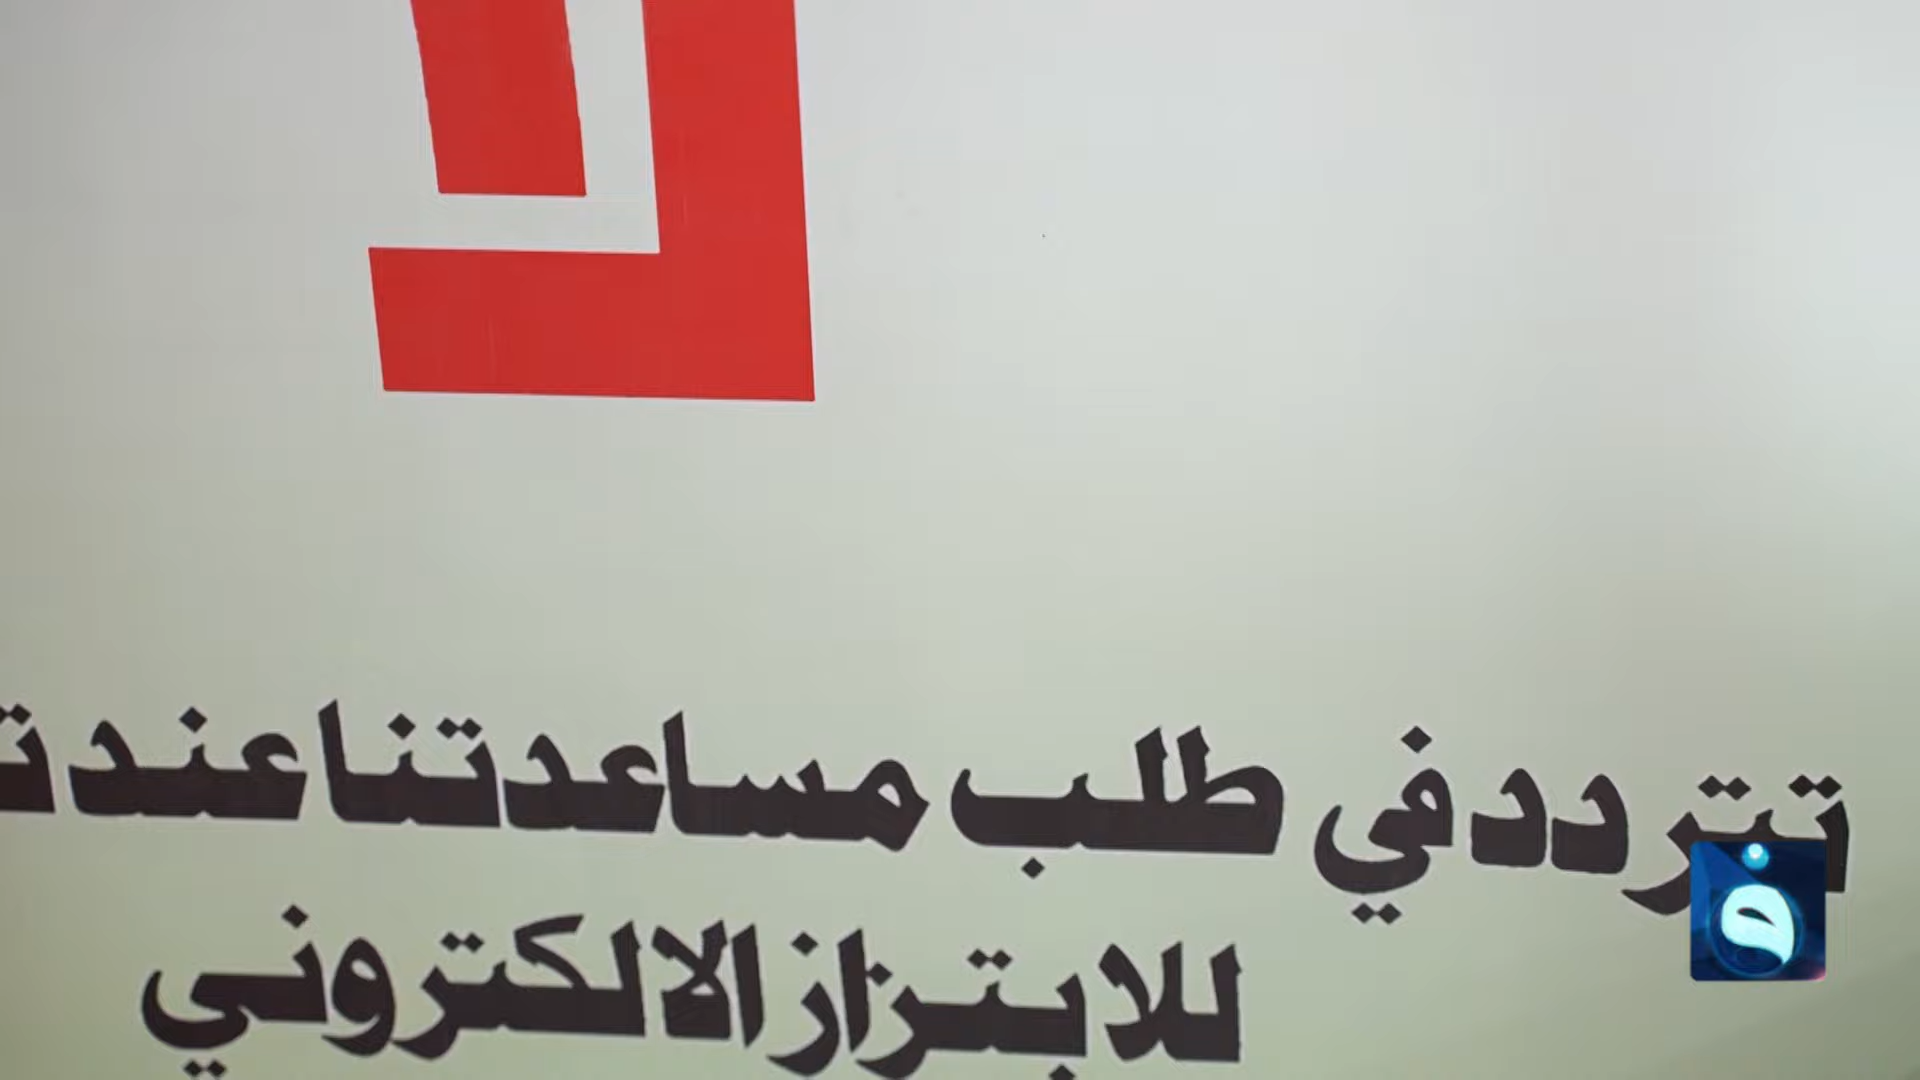 تتردد في طلب مساعدتنا عند
للابتزاز الالكتروني